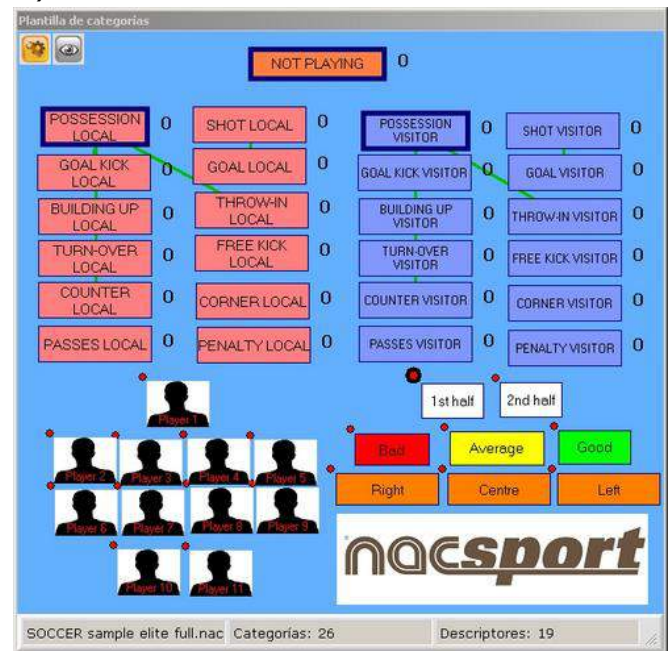 Plantilla de categorías
NOT PLAYING 0
POSSESSION LOCAL 0 SHOT LOCAL 0 POSSESSION VISITOR 0 SHOT VISITOR 0
GOAL KICK LOCAL 0 GOAL LOCAL 0 GOAL KICK VISITOR 0 GOAL VISITOR 0
BUILDING UP LOCAL 0 THROW-IN LOCAL 0 BUILDING UP VISITOR 0 THROW-IN VISITOR 0
TURN-OVER LOCAL 0 FREE KICK LOCAL 0 TURN-OVER VISITOR 0 FREE KICK VISITOR 0
COUNTER LOCAL 0 CORNER LOCAL 0 COUNTER VISITOR 0 CORNER VISITOR 0
PASSES LOCAL 0 PENALTY LOCAL 0 PASSES VISITOR 0 PENALTY VISITOR 0
1st half 2nd half
Player 1
Bad Average Good
Player 2 Player 3 Player 4 Player 5
Right Centre Left
Player 6 Player 7 Player 8 Player 9
nacsport
Player 10 Player 11
SOCCER sample elite full.nac Categorías: 26 Descriptores: 19